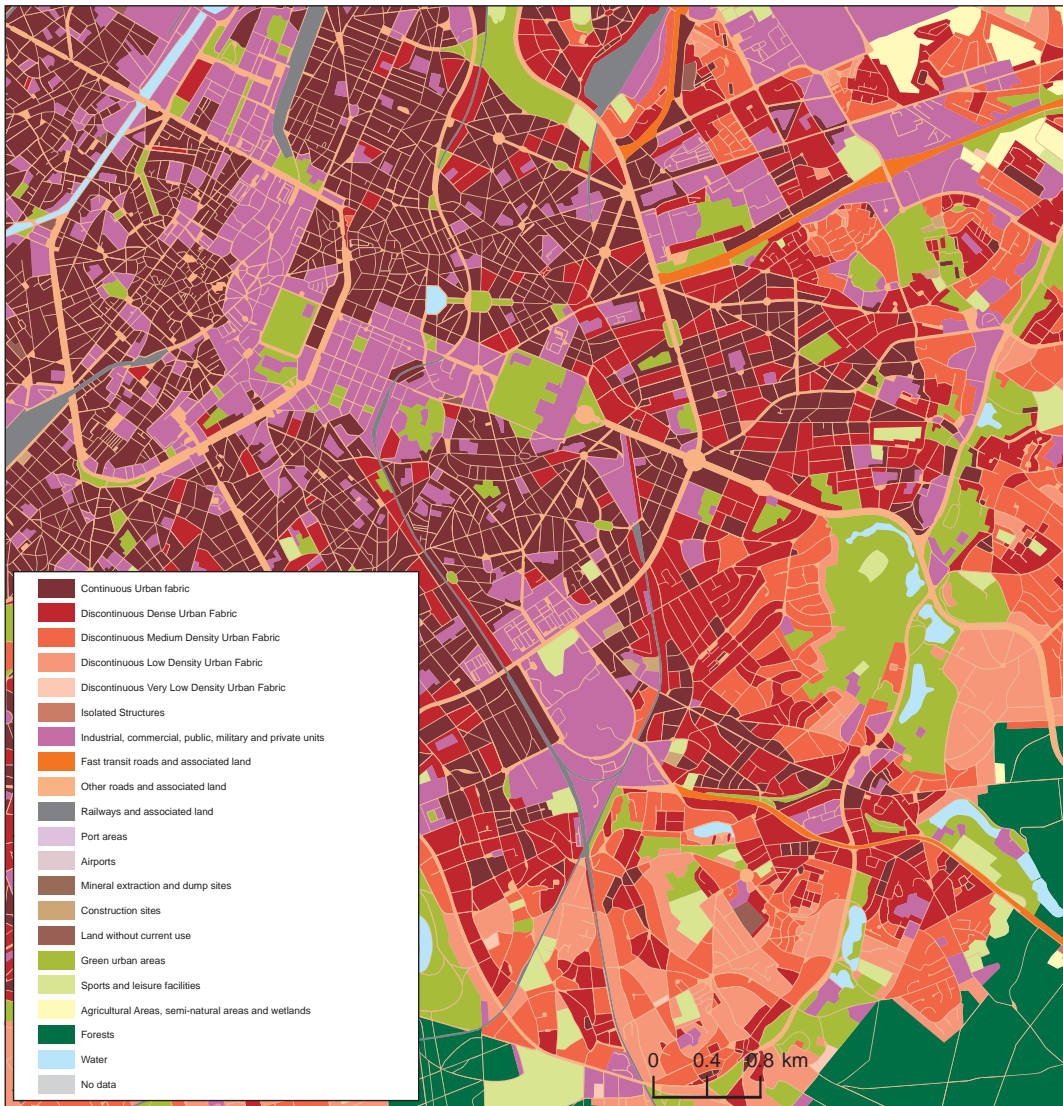 Continuous Urban fabric
Discontinuous Dense Urban Fabric
Discontinuous Medium Density Urban Fabric
Discontinuous Low Density Urban Fabric
Discontinuous Very Low Density Urban Fabric
Isolated Structures
Industrial, commercial, public, military and private units
Fast transit roads and associated land
Other roads and associated land
Railways and associated land
Port areas
Airports
Mineral extraction and dump sites
Construction sites
Land without current use
Green urban areas
Sports and leisure facilities
Agricultural Areas, semi-natural areas and wetlands
Forests
Water
No data
0 0.4 0.8 km